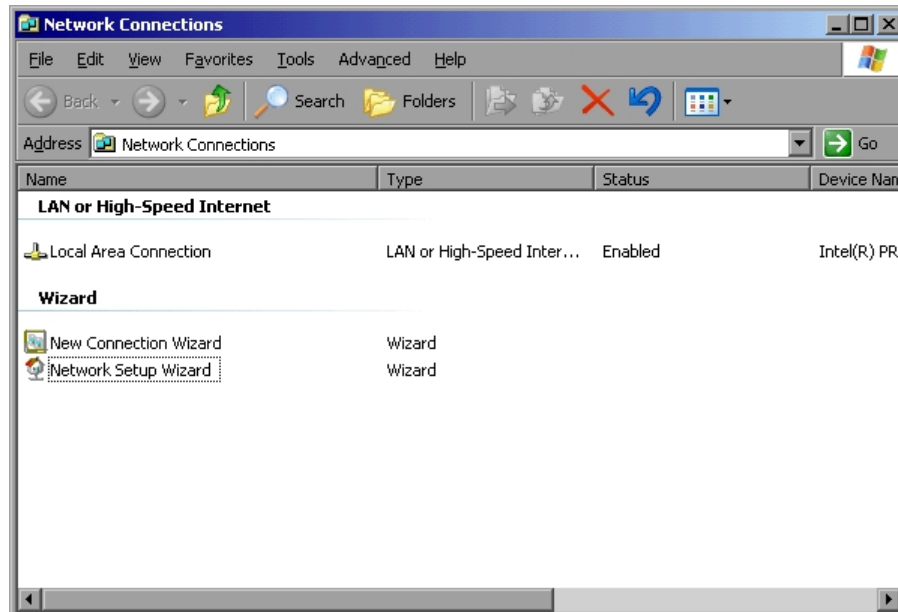 Network Connections
File Edit View Favorites Tools Advanced Help
Back Search Folders
Address Network Connections Go
Name Type Status Device Nan
LAN or High-Speed Internet
Local Area Connection LAN or High-Speed Inter... Enabled Intel(R) PR
Wizard
New Connection Wizard Wizard
Network Setup Wizard Wizard